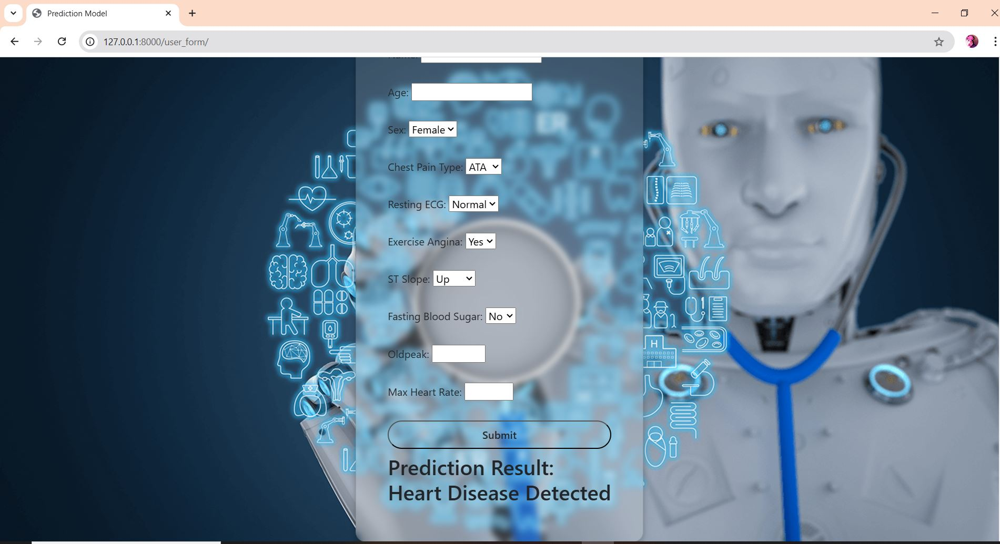 Prediction Model
127.0.0.1:8000/user_form/
Name:
Age:
Sex: Female
Chest Pain Type: ATA
Resting ECG: Normal
Exercise Angina: Yes
ST Slope: Up
Fasting Blood Sugar: No
Oldpeak:
Max Heart Rate:
Submit
Prediction Result:
Heart Disease Detected
ER
H